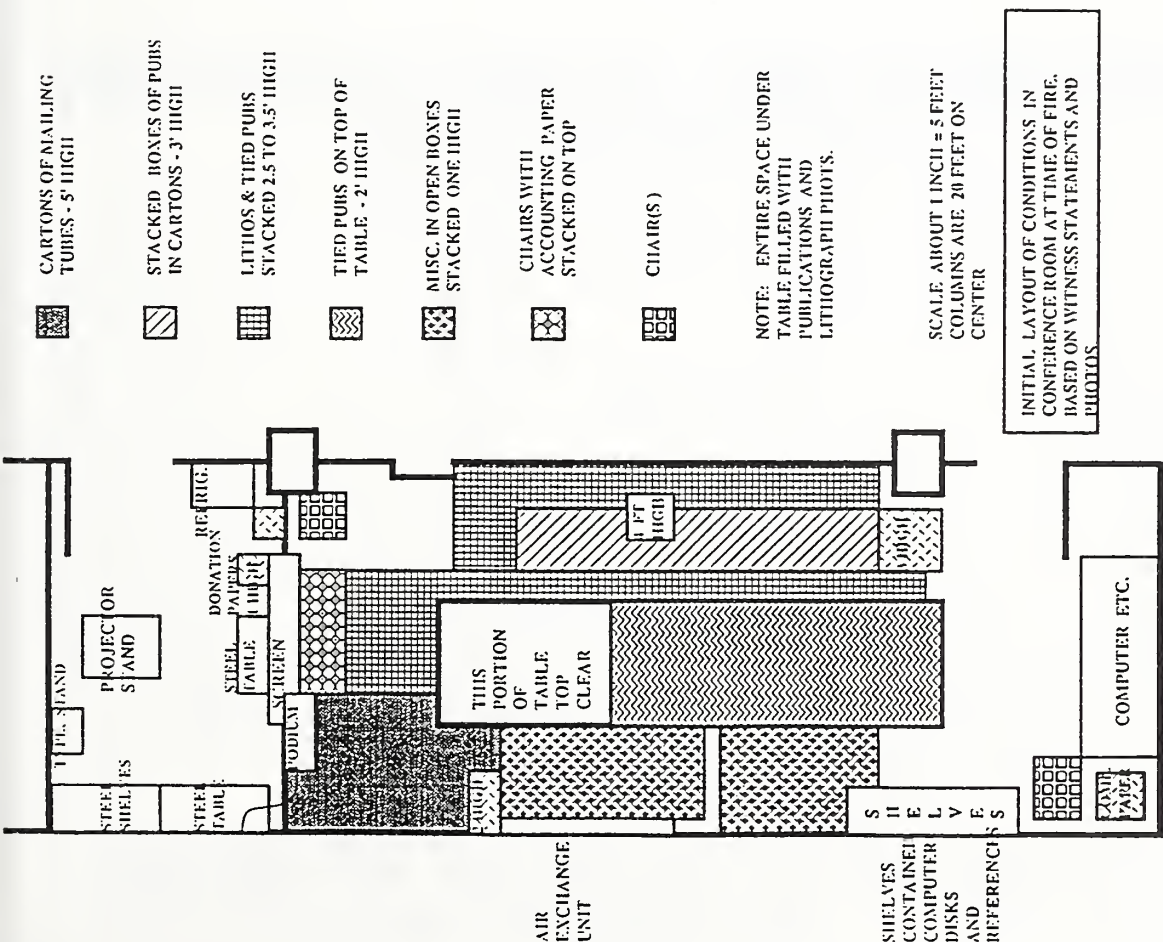 CARTONS OF MAILING
TUBES - 5' HIGH
STACKED BOXES OF PUBS
IN CARTONS - 3' HIGH
LITHOS & TIED PUBS
STACKED 2.5 TO 3.5' HIGH
TIED PUBS ON TOP OF
TABLE - 2' HIGH
MISC. IN OPEN BOXES
STACKED ONE HIGH
CHAIRS WITH
ACCOUNTING PAPER
STACKED ON TOP
CHAIR(S)
NOTE: ENTIRE SPACE UNDER
TABLE FILLED WITH
PUBLICATIONS AND
LITHOGRAPH PHOTS.
SCALE ABOUT 1 INCH = 5 FEET
COLUMNS ARE 20 FEET ON
CENTER
INITIAL LAYOUT OF CONDITIONS IN
CONFERENCE ROOM AT TIME OF FIRE.
BASED ON WITNESS STATEMENTS AND
PHOTOS.
STAND
PROJECTOR
STAND
STEEL
SHELVES
STEEL
TABLE
REFRIG.
DONATION
PAPERS
STEEL
TABLE
SCREEN
PODIUM
THIS
PORTION
OF
TABLE
TOP
CLEAR
FT
AIR
EXCHANGE
UNIT
SHELVES
SHELVES
CONTAINED
COMPUTER
DISKS
AND
REFERENCES
COMPUTER ETC.